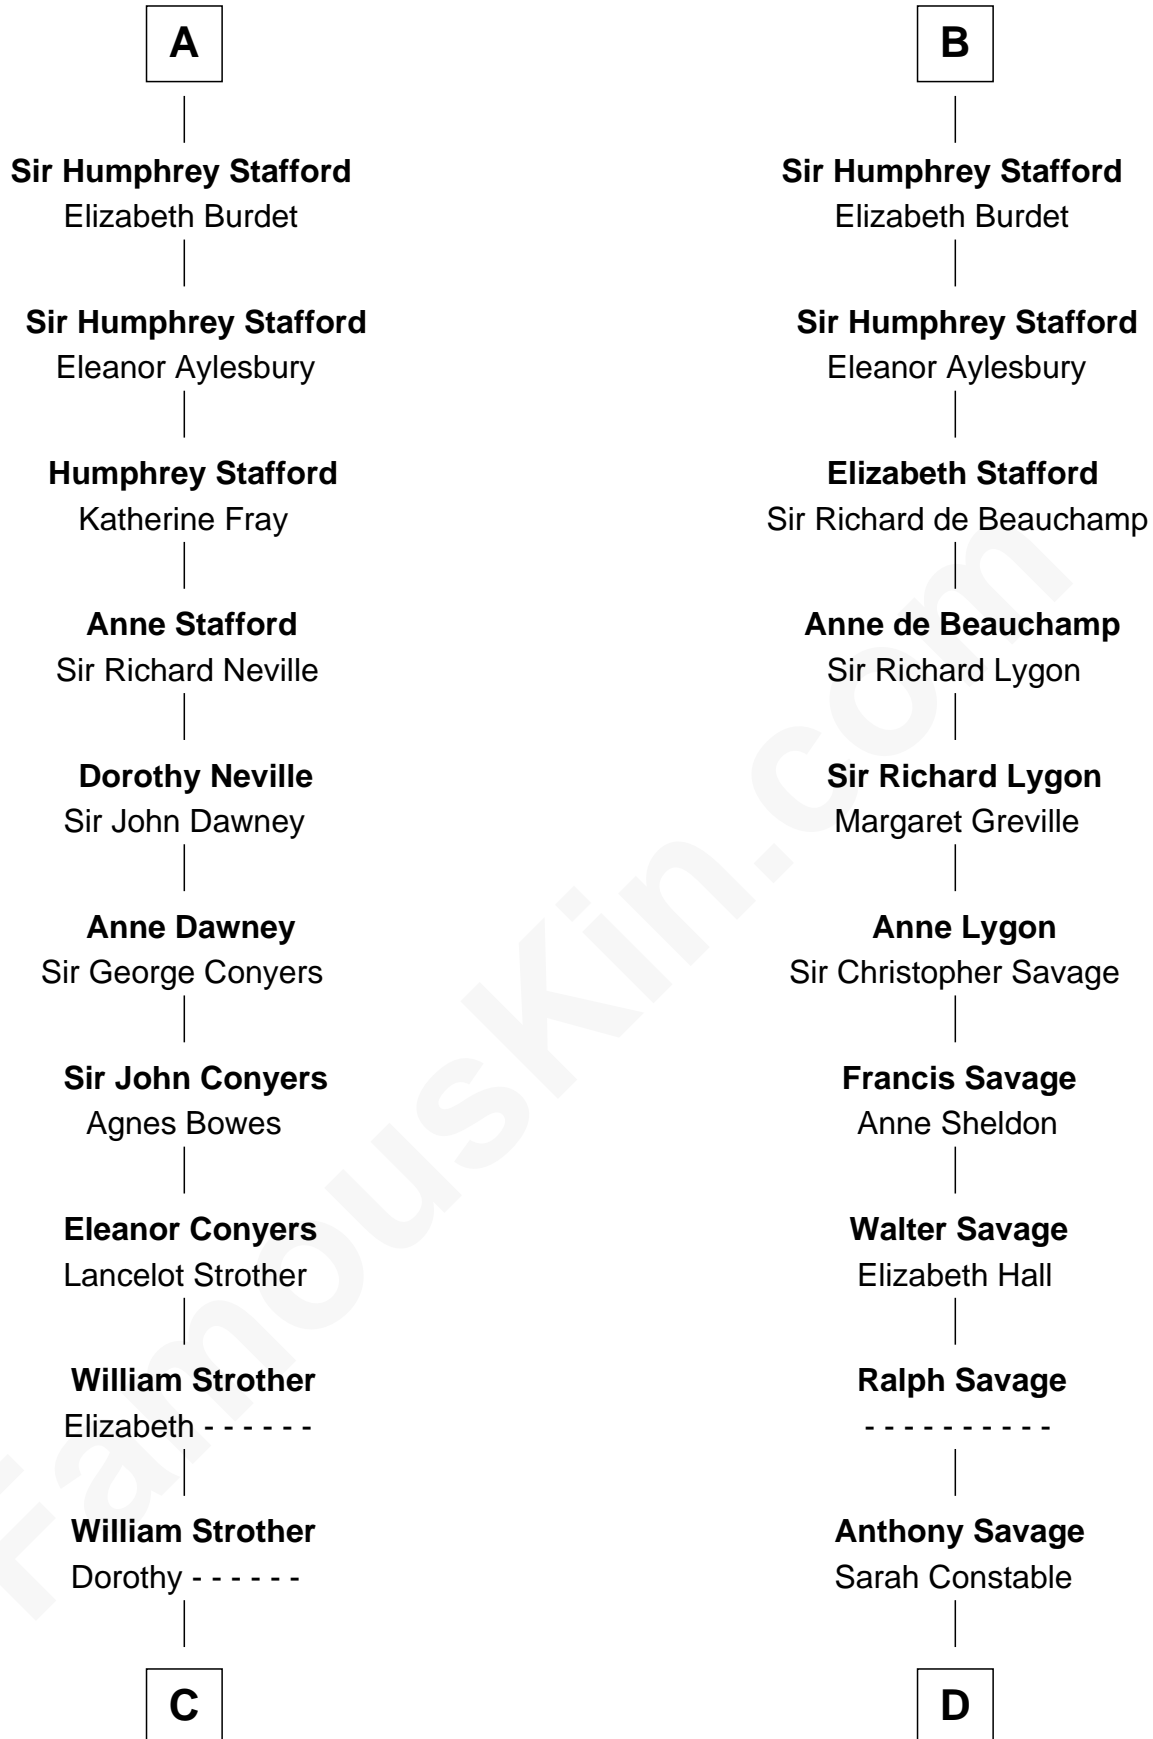 A
Sir Humphrey Stafford
Elizabeth Burdet
Sir Humphrey Stafford
Eleanor Aylesbury
Humphrey Stafford
Katherine Fray
Anne Stafford
Sir Richard Neville
Dorothy Neville
Sir John Dawney
Anne Dawney
Sir George Conyers
Sir John Conyers
Agnes Bowes
Eleanor Conyers
Lancelot Strother
William Strother
Elizabeth - - - - - -
William Strother
Dorothy - - - - - -
C
B
Sir Humphrey Stafford
Elizabeth Burdet
Sir Humphrey Stafford
Eleanor Aylesbury
Elizabeth Stafford
Sir Richard de Beauchamp
Anne de Beauchamp
Sir Richard Lygon
Sir Richard Lygon
Margaret Greville
Anne Lygon
Sir Christopher Savage
Francis Savage
Anne Sheldon
Walter Savage
Elizabeth Hall
Ralph Savage
- - - - - - - - - -
Anthony Savage
Sarah Constable
D
FamousKin.com